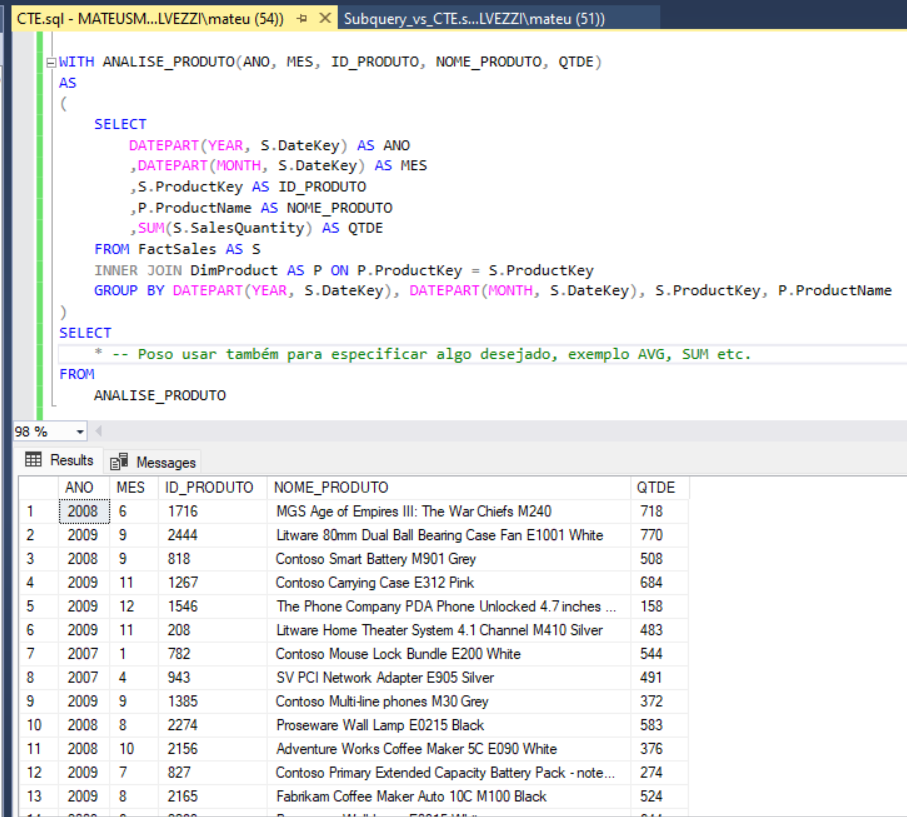 CTE.sql - MATEUSM...LVEZZI\mateu (54)) Subquery_vs_CTE.s...LVEZZI\mateu (51))
WITH ANALISE_PRODUTO(ANO, MES, ID_PRODUTO, NOME_PRODUTO, QTDE)
AS
(
SELECT
DATEPART(YEAR, S.DateKey) AS ANO
,DATEPART(MONTH, S.DateKey) AS MES
,S.ProductKey AS ID_PRODUTO
,P.ProductName AS NOME_PRODUTO
,SUM(S.SalesQuantity) AS QTDE
FROM FactSales AS S
INNER JOIN DimProduct AS P ON P.ProductKey = S.ProductKey
GROUP BY DATEPART(YEAR, S.DateKey), DATEPART(MONTH, S.DateKey), S.ProductKey, P.ProductName
)
SELECT
* -- Poso usar também para especificar algo desejado, exemplo AVG, SUM etc.
FROM
ANALISE_PRODUTO
98 %
Results Messages
ANO MES ID_PRODUTO NOME_PRODUTO QTDE
1 2008 6 1716 MGS Age of Empires III: The War Chiefs M240 718
2 2009 9 2444 Litware 80mm Dual Ball Bearing Case Fan E1001 White 770
3 2008 9 818 Contoso Smart Battery M901 Grey 508
4 2009 11 1267 Contoso Carrying Case E312 Pink 684
5 2009 12 1546 The Phone Company PDA Phone Unlocked 4.7 inches ... 158
6 2009 11 208 Litware Home Theater System 4.1 Channel M410 Silver 483
7 2007 1 782 Contoso Mouse Lock Bundle E200 White 544
8 2007 4 943 SV PCI Network Adapter E905 Silver 491
9 2009 9 1385 Contoso Multi-line phones M30 Grey 372
10 2008 8 2274 Proseware Wall Lamp E0215 Black 583
11 2008 10 2156 Adventure Works Coffee Maker 5C E090 White 376
12 2009 7 827 Contoso Primary Extended Capacity Battery Pack - note... 274
13 2009 8 2165 Fabrikam Coffee Maker Auto 10C M100 Black 524